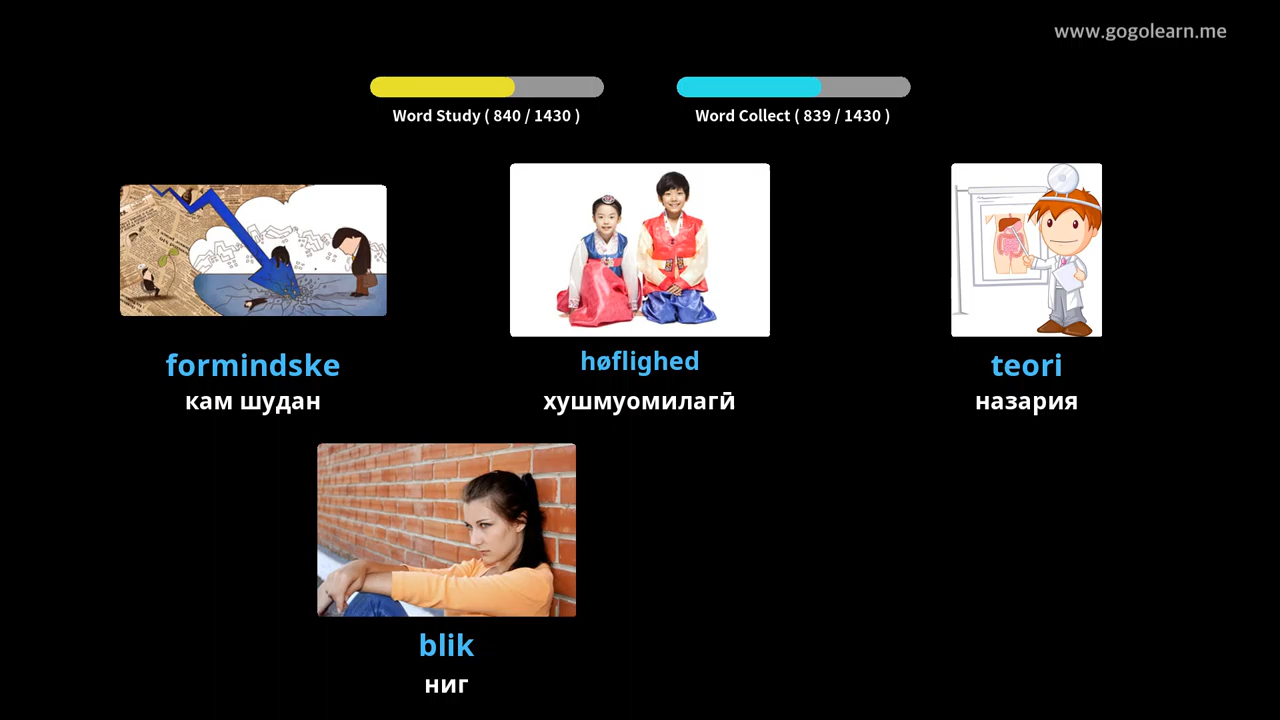 www.gogolearn.me
Word Study ( 840 / 1430 )
Word Collect ( 839 / 1430 )
formindske
кам шудан
høflighed
хушмуомилагӣ
teori
назария
blik
ниг